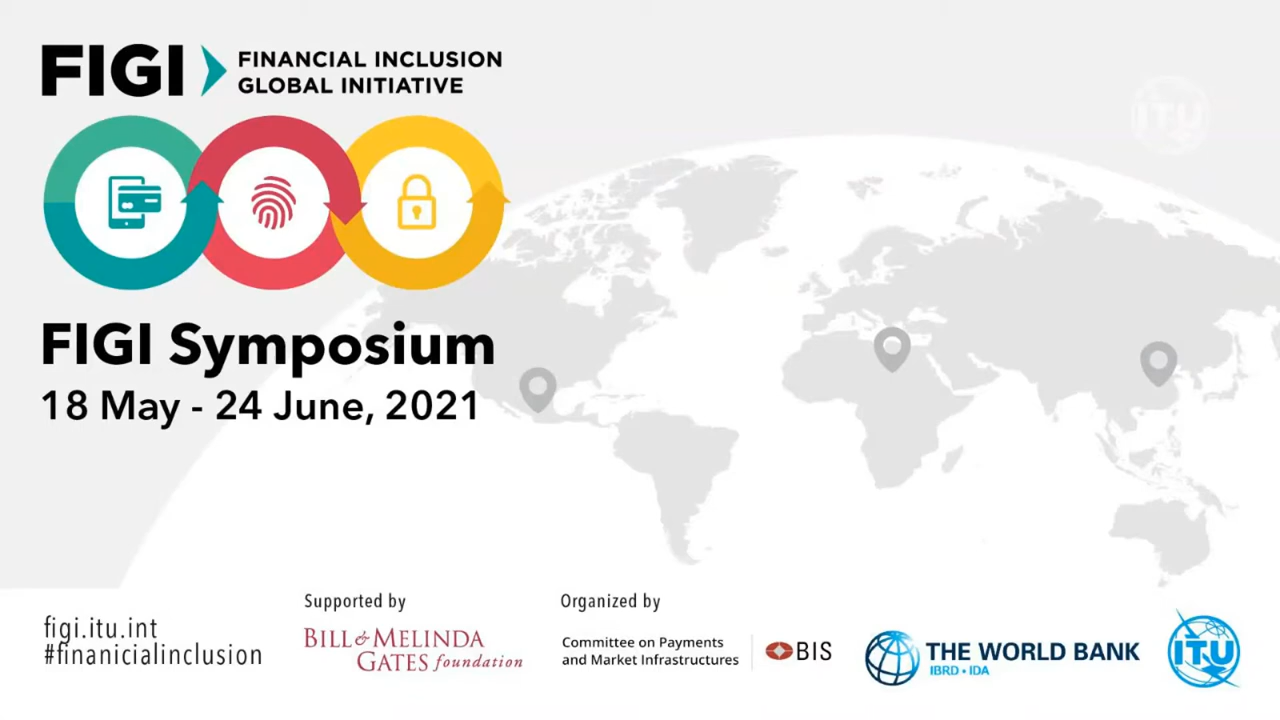 FIGI
FINANCIAL INCLUSION
GLOBAL INITIATIVE
ITU
FIGI Symposium
18 May - 24 June, 2021
figi.itu.int
#finanicialinclusion
Supported by
BILL & MELINDA
GATES foundation
Organized by
Committee on Payments
and Market Infrastructures
BIS
THE WORLD BANK
IBRD • IDA
ITU